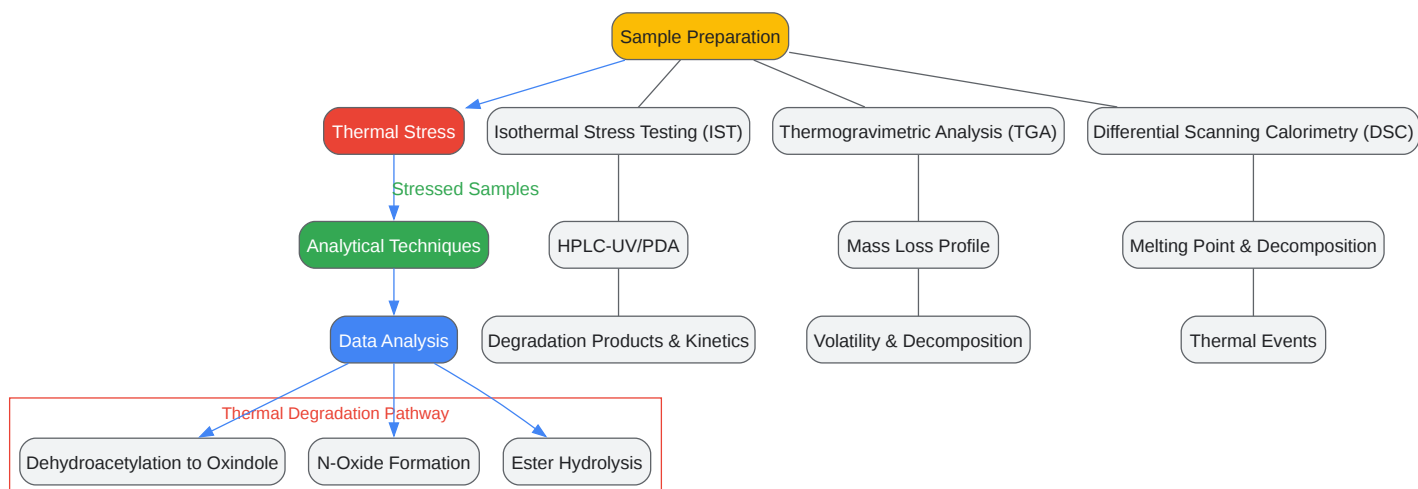 Sample Preparation
Thermal Stress
Isothermal Stress Testing (IST)
Thermogravimetric Analysis (TGA)
Differential Scanning Calorimetry (DSC)
Stressed Samples
Analytical Techniques
HPLC-UV/PDA
Mass Loss Profile
Melting Point & Decomposition
Data Analysis
Degradation Products & Kinetics
Volatility & Decomposition
Thermal Events
Thermal Degradation Pathway
Dehydroacetylation to Oxindole
N-Oxide Formation
Ester Hydrolysis